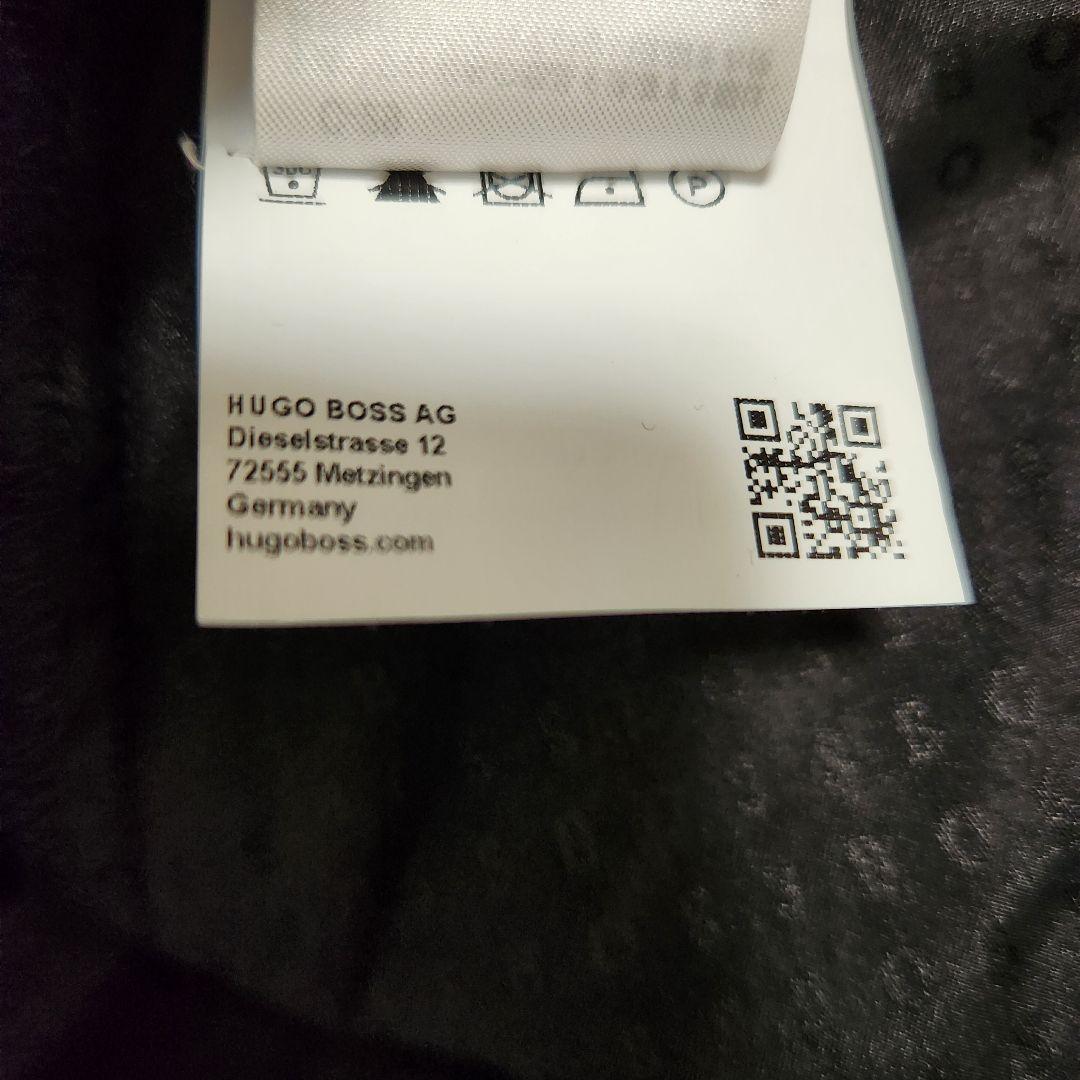 P
HUGO BOSS AG
Dieselstrasse 12
72555 Metzingen
Germany
hugoboss.com